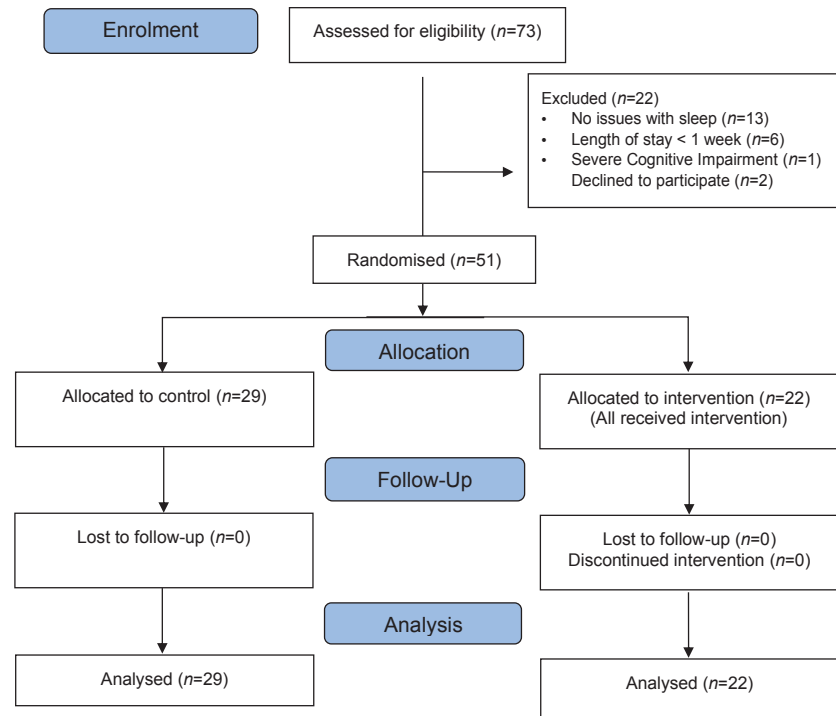 Enrolment
Assessed for eligibility (n=73)
Excluded (n=22)
• No issues with sleep (n=13)
• Length of stay < 1 week (n=6)
• Severe Cognitive Impairment (n=1)
Declined to participate (n=2)
Randomised (n=51)
Allocation
Allocated to control (n=29)
Allocated to intervention (n=22)
(All received intervention)
Follow-Up
Lost to follow-up (n=0)
Lost to follow-up (n=0)
Discontinued intervention (n=0)
Analysis
Analysed (n=29)
Analysed (n=22)